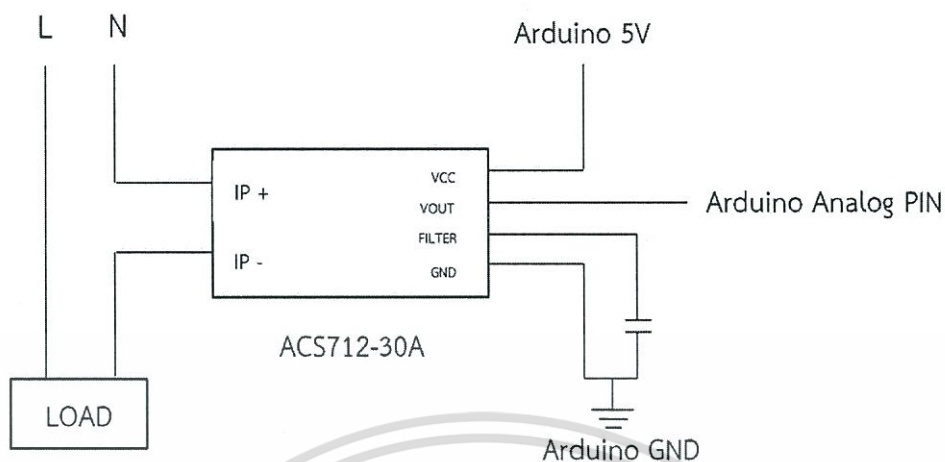 L N
Arduino 5V
IP +
IP -
VCC
VOUT
FILTER
GND
Arduino Analog PIN
ACS712-30A
LOAD
Arduino GND